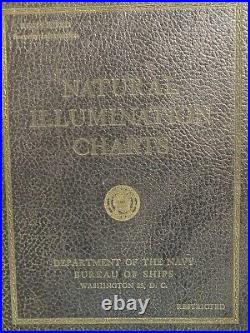 NATURAL
ILLUMINATION
CHARTS
DEPARTMENT OF THE NAVY
BUREAU OF SHIPS
WASHINGTON 25, D. C.
RESTRICTED